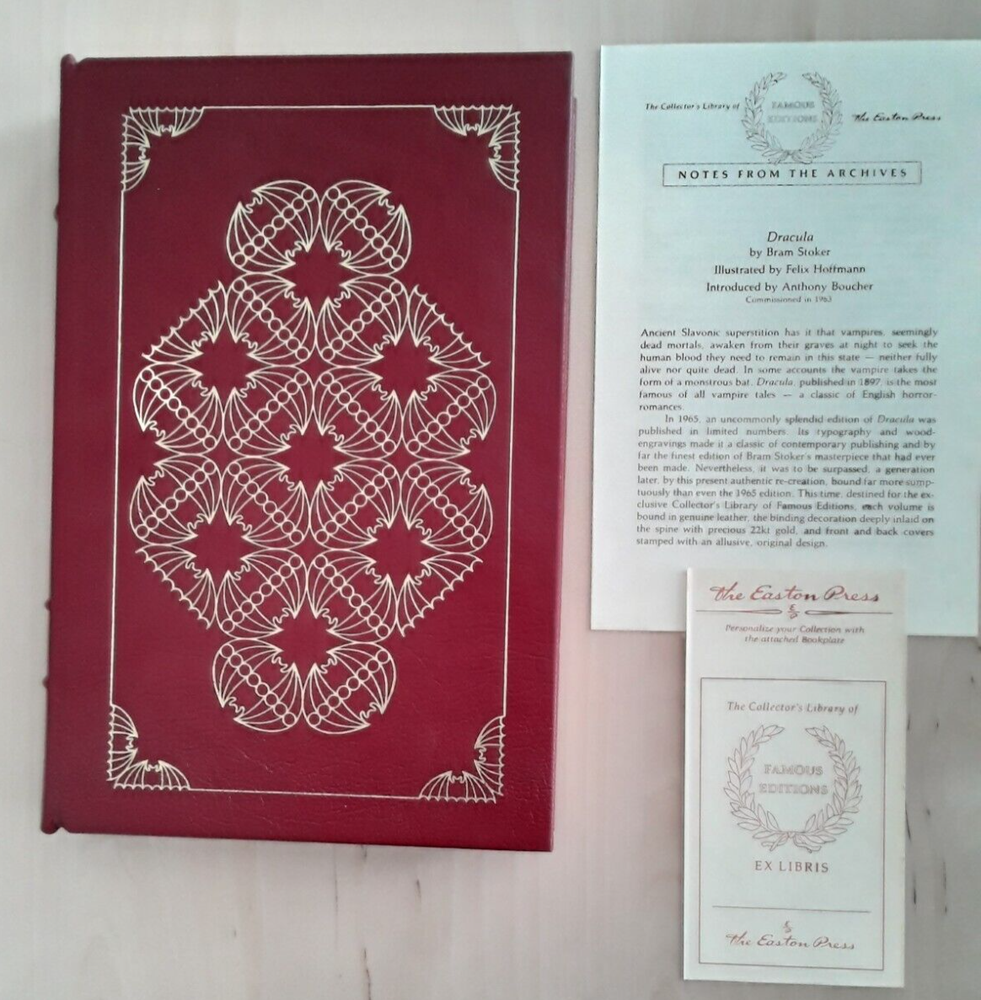 The Collector's Library of
FAMOUS
EDITIONS
The Easton Press
NOTES FROM THE ARCHIVES
Dracula
by Bram Stoker
Illustrated by Felix Hoffmann
Introduced by Anthony Boucher
Commissioned in 1963
Ancient Slavonic superstition has it that vampires, seemingly
dead mortals, awaken from their graves at night to seek the
human blood they need to remain in this state — neither fully
alive nor quite dead. In some accounts the vampire takes the
form of a monstrous bat. Dracula, published in 1897, is the most
famous of all vampire tales — a classic of English horror-
romances.
In 1965, an uncommonly splendid edition of Dracula was
published in limited numbers. Its typography and wood-
engravings made it a classic of contemporary publishing and by
far the finest edition of Bram Stoker's masterpiece that had ever
been made. Nevertheless, it was to be surpassed, a generation
later, by this present authentic re-creation, bound far more sump-
tuously than even the 1965 edition. This time, destined for the ex-
clusive Collector's Library of Famous Editions, each volume is
bound in genuine leather, the binding decoration deeply inlaid on
the spine with precious 22kt gold, and front and back covers
stamped with an allusive, original design.
The Easton Press
Personalize your Collection with
the attached Bookplate
The Collector's Library of
FAMOUS
EDITIONS
EX LIBRIS
The Easton Press